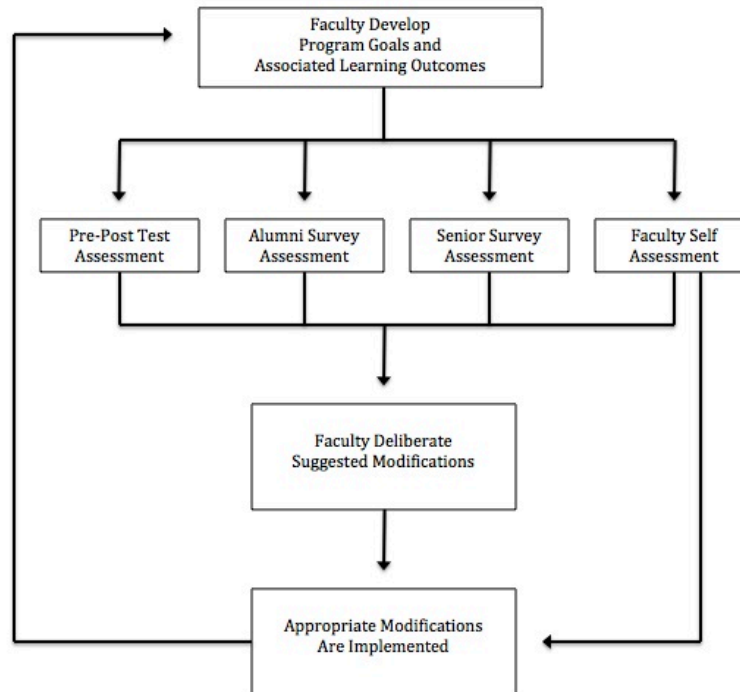 Faculty Develop
Program Goals and
Associated Learning Outcomes
Pre-Post Test
Assessment
Alumni Survey
Assessment
Senior Survey
Assessment
Faculty Self
Assessment
Faculty Deliberate
Suggested Modifications
Appropriate Modifications
Are Implemented